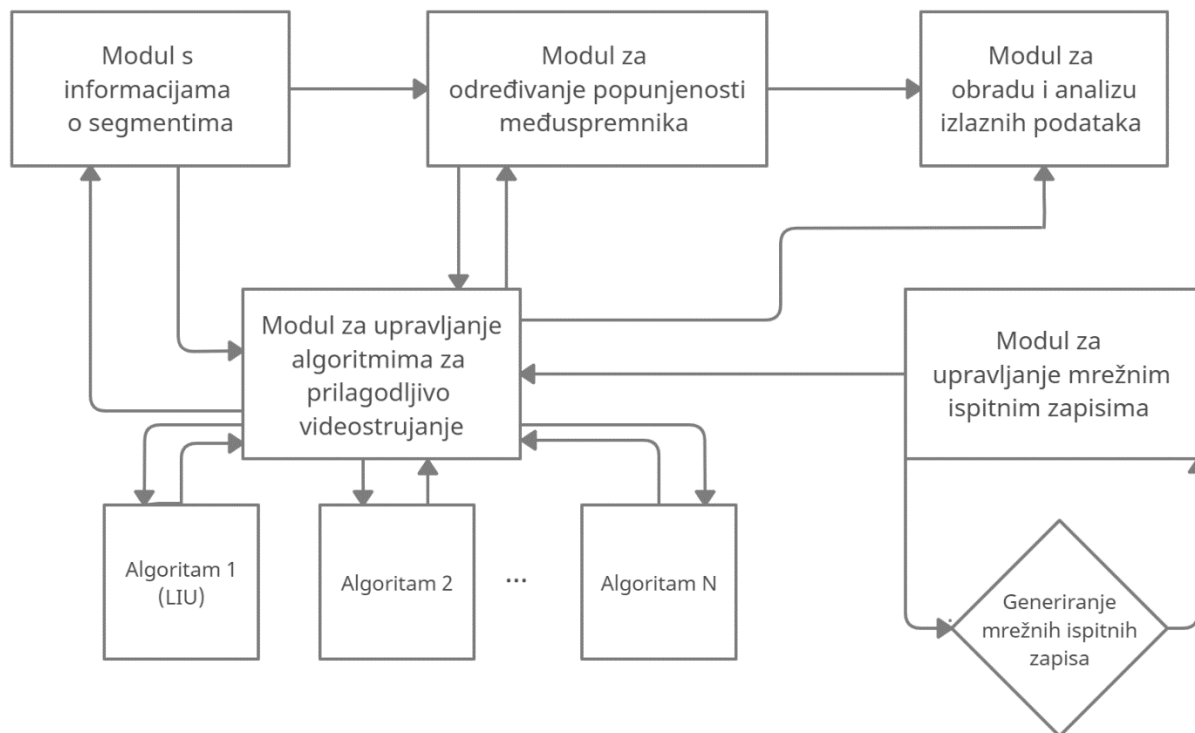 Modul s
informacijama
o segmentima
Modul za
određivanje popunjenosti
međuspremnika
Modul za
obradu i analizu
izlaznih podataka
Modul za upravljanje
algoritmima za
prilagodljivo
videostrujanje
Modul za
upravljanje mrežnim
ispitnim zapisima
Algoritam 1
(LIU)
Algoritam 2
...
Algoritam N
Generiranje
mrežnih ispitnih
zapisa